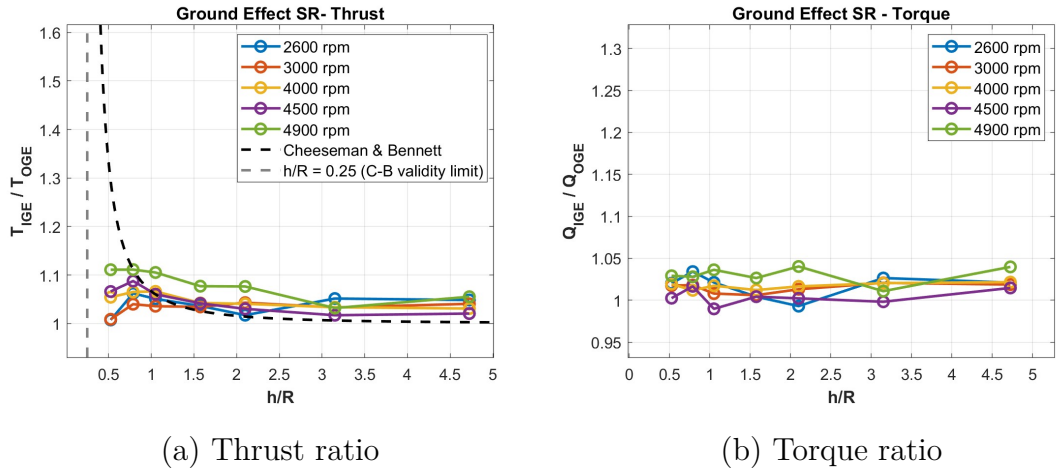 Ground Effect SR- Thrust
T_IGE / T_OGE
1.6
1.5
1.4
1.3
1.2
1.1
1
2600 rpm
3000 rpm
4000 rpm
4500 rpm
4900 rpm
Cheeseman & Bennett
h/R = 0.25 (C-B validity limit)
0.5 1 1.5 2 2.5 3 3.5 4 4.5 5
h/R
(a) Thrust ratio
Ground Effect SR - Torque
Q_IGE / Q_OGE
1.3
1.25
1.2
1.15
1.1
1.05
1
0.95
2600 rpm
3000 rpm
4000 rpm
4500 rpm
4900 rpm
0 0.5 1 1.5 2 2.5 3 3.5 4 4.5 5
h/R
(b) Torque ratio